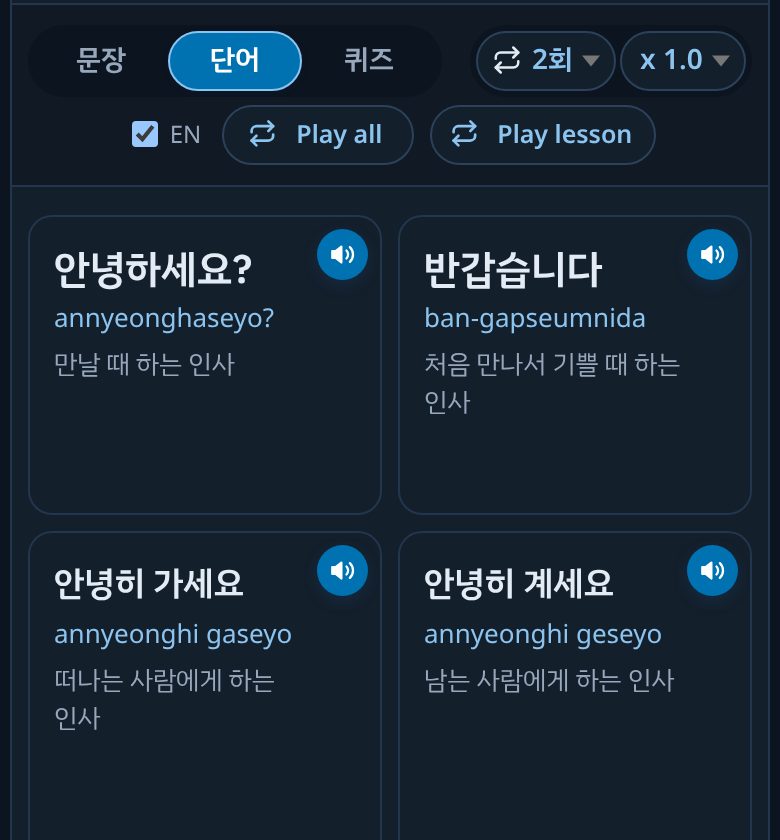 문장 단어 퀴즈 2회 x 1.0
EN Play all Play lesson
안녕하세요?
annyeonghaseyo?
만날 때 하는 인사
반갑습니다
ban-gapseumnida
처음 만나서 기쁠 때 하는
인사
안녕히 가세요
annyeonghi gaseyo
떠나는 사람에게 하는
인사
안녕히 계세요
annyeonghi geseyo
남는 사람에게 하는 인사